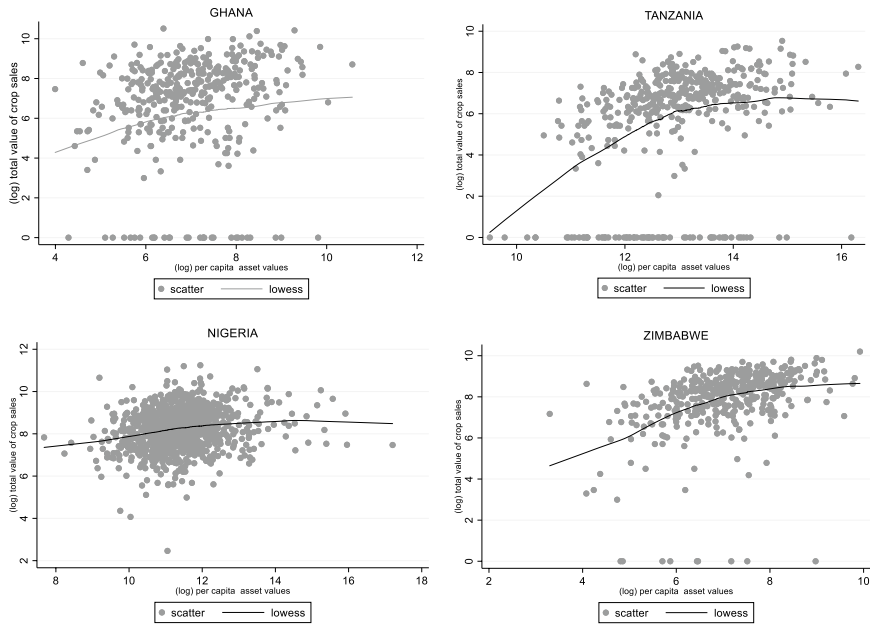 GHANA
(log) total value of crop sales
10
8
6
4
2
0
4 6 8 10 12
(log) per capita asset values
scatter lowess
TANZANIA
(log) total value of crop sales
10
8
6
4
2
0
10 12 14 16
(log) per capita asset values
scatter lowess
NIGERIA
(log) total value of crop sales
12
10
8
6
4
2
8 10 12 14 16 18
(log) per capita asset values
scatter lowess
ZIMBABWE
(log) total value of crop sales
10
8
6
4
2
0
2 4 6 8 10
(log) per capita asset values
scatter lowess